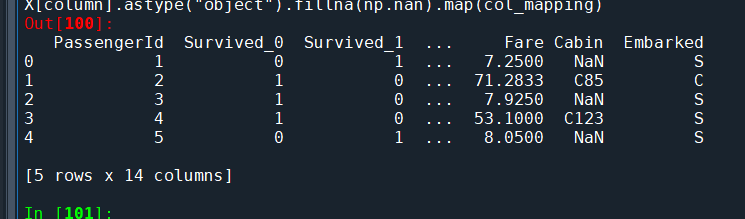 X[column].astype("object").fillna(np.nan).map(col_mapping)
Out[100]:
   PassengerId  Survived_0  Survived_1  ...     Fare Cabin  Embarked
0            1           0           1  ...   7.2500   NaN         S
1            2           1           0  ...  71.2833   C85         C
2            3           1           0  ...   7.9250   NaN         S
3            4           1           0  ...  53.1000  C123         S
4            5           0           1  ...   8.0500   NaN         S
[5 rows x 14 columns]
In [101]: